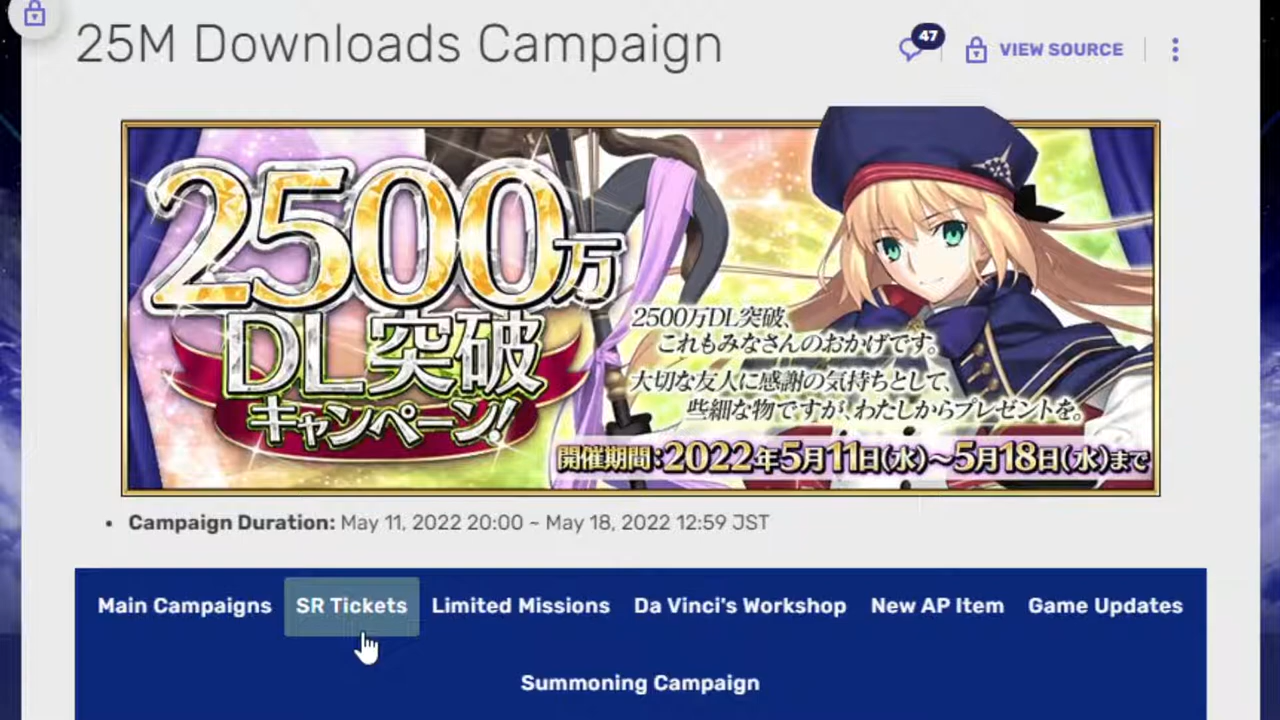 25M Downloads Campaign
47
VIEW SOURCE
2500万
DL突破
キャンペーン!
2500万DL突破、
これもみなさんのおかげです。
大切な友人に感謝の気持ちとして、
些細な物ですが、わたしからプレゼントを。
開催期間:2022年5月11日(水)~5月18日(水)まで
• Campaign Duration: May 11, 2022 20:00 ~ May 18, 2022 12:59 JST
Main Campaigns SR Tickets Limited Missions Da Vinci's Workshop New AP Item Game Updates
Summoning Campaign